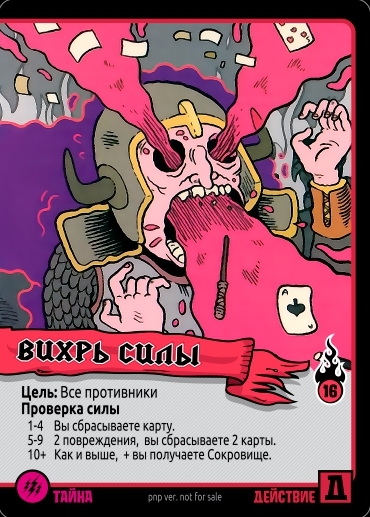 ВИХРЬ СИЛЫ
16
Цель: Все противники
Проверка силы
1-4 Вы сбрасываете карту.
5-9 2 повреждения, вы сбрасываете 2 карты.
10+ Как и выше, + вы получаете Сокровище.
ТАЙНА
pnp ver. not for sale
ДЕЙСТВИЕ
Д